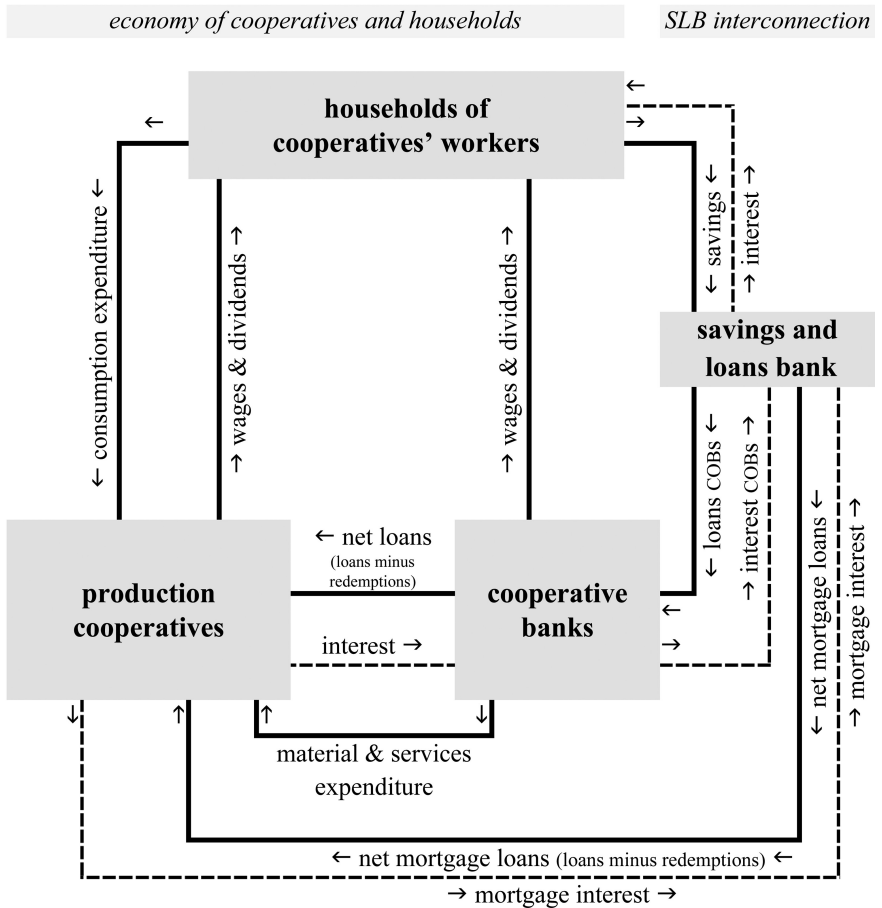 economy of cooperatives and households
SLB interconnection
households of
cooperatives’ workers
←
←
→
← consumption expenditure ←
→ wages & dividends →
→ wages & dividends →
← savings ←
→ interest →
savings and
loans bank
← loans COBs ←
→ interest COBs →
← net mortgage loans ←
→ mortgage interest →
← net loans
(loans minus
redemptions)
production
cooperatives
cooperative
banks
←
interest →
→
↓
↑
↑
↓
material & services
expenditure
← net mortgage loans (loans minus redemptions) ←
→ mortgage interest →